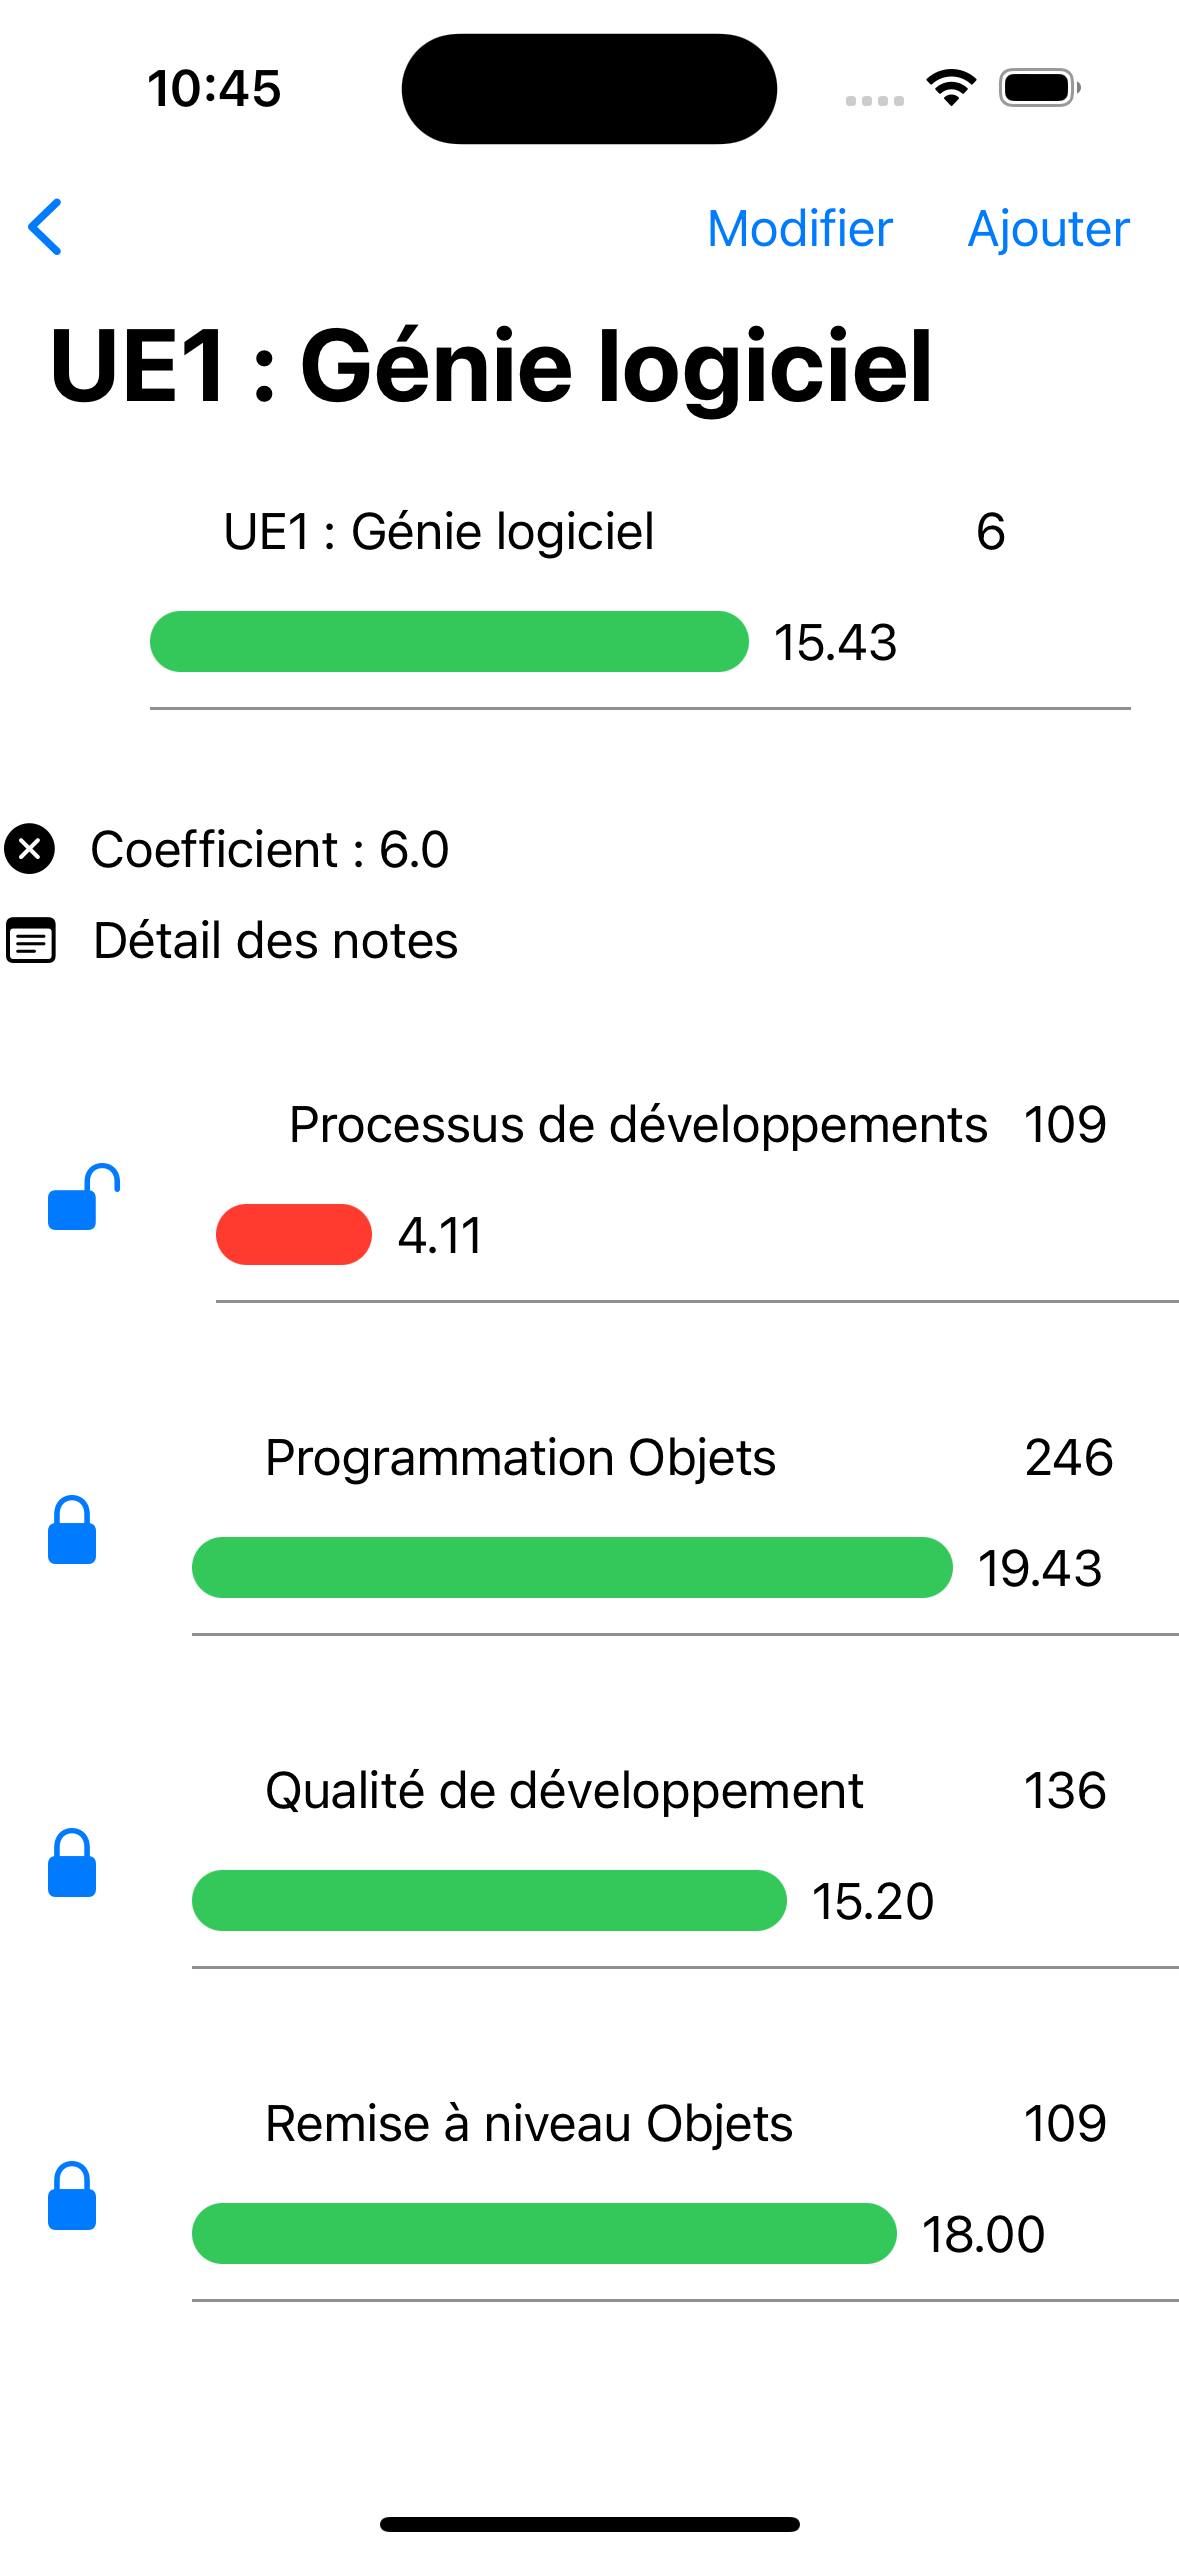 10:45
Modifier Ajouter
UE1 : Génie logiciel
UE1 : Génie logiciel 6
15.43
Coefficient : 6.0
Détail des notes
Processus de développements 109
4.11
Programmation Objets 246
19.43
Qualité de développement 136
15.20
Remise à niveau Objets 109
18.00